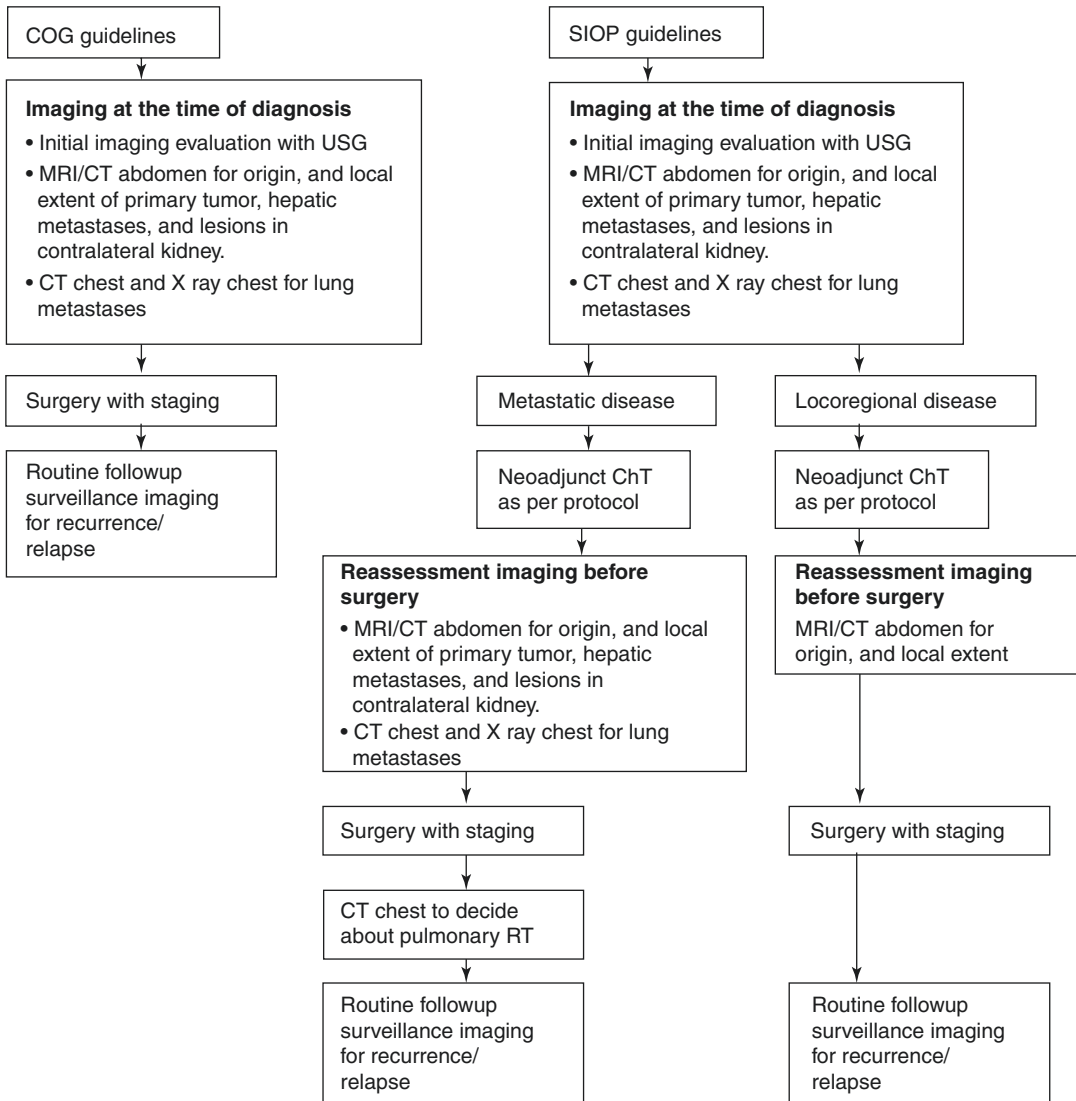 COG guidelines
Imaging at the time of diagnosis
• Initial imaging evaluation with USG
• MRI/CT abdomen for origin, and local
extent of primary tumor, hepatic
metastases, and lesions in
contralateral kidney.
• CT chest and X ray chest for lung
metastases
Surgery with staging
Routine followup
surveillance imaging
for recurrence/
relapse
SIOP guidelines
Imaging at the time of diagnosis
• Initial imaging evaluation with USG
• MRI/CT abdomen for origin, and local
extent of primary tumor, hepatic
metastases, and lesions in
contralateral kidney.
• CT chest and X ray chest for lung
metastases
Metastatic disease
Neoadjunct ChT
as per protocol
Reassessment imaging before
surgery
• MRI/CT abdomen for origin, and local
extent of primary tumor, hepatic
metastases, and lesions in
contralateral kidney.
• CT chest and X ray chest for lung
metastases
Surgery with staging
CT chest to decide
about pulmonary RT
Routine followup
surveillance imaging
for recurrence/
relapse
Locoregional disease
Neoadjunct ChT
as per protocol
Reassessment imaging
before surgery
MRI/CT abdomen for
origin, and local extent
Surgery with staging
Routine followup
surveillance imaging
for recurrence/
relapse